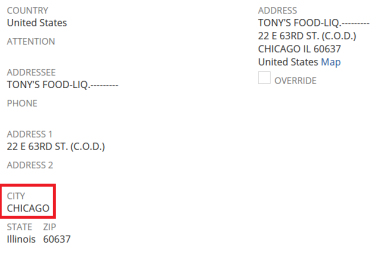 COUNTRY
United States
ATTENTION
ADDRESSEE
TONY'S FOOD-LIQ.---------
PHONE
ADDRESS 1
22 E 63RD ST. (C.O.D.)
ADDRESS 2
CITY
CHICAGO
STATE ZIP
Illinois 60637
ADDRESS
TONY'S FOOD-LIQ.---------
22 E 63RD ST. (C.O.D.)
CHICAGO IL 60637
United States Map
OVERRIDE